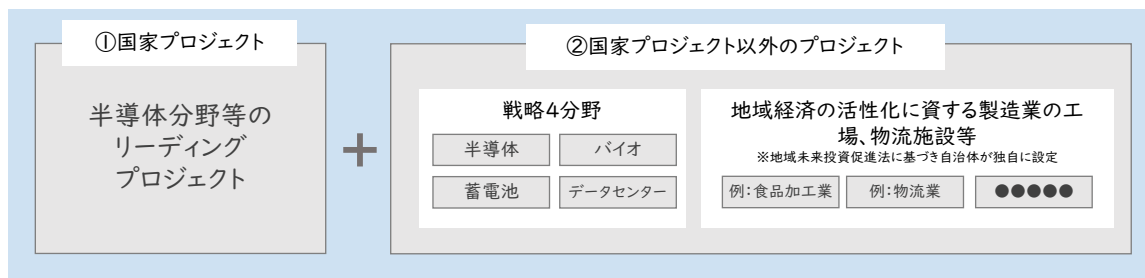 ①国家プロジェクト
半導体分野等の
リーディング
プロジェクト
+
②国家プロジェクト以外のプロジェクト
戦略4分野
半導体
バイオ
蓄電池
データセンター
地域経済の活性化に資する製造業の工
場、物流施設等
※地域未来投資促進法に基づき自治体が独自に設定
例:食品加工業
例:物流業
●●●●●